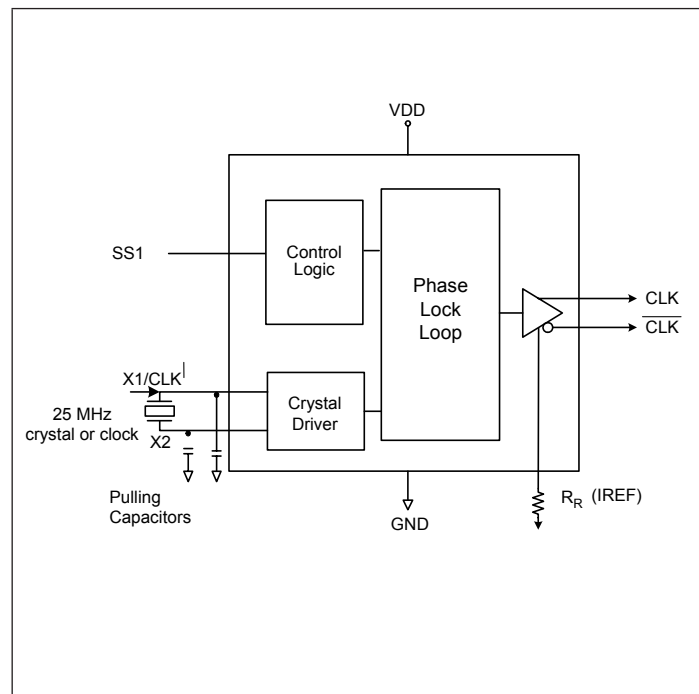 VDD
SS1
Control
Logic
Phase
Lock
Loop
CLK
CLK
X1/CLK
25 MHz
crystal or clock
X2
Crystal
Driver
Pulling
Capacitors
GND
RR (IREF)